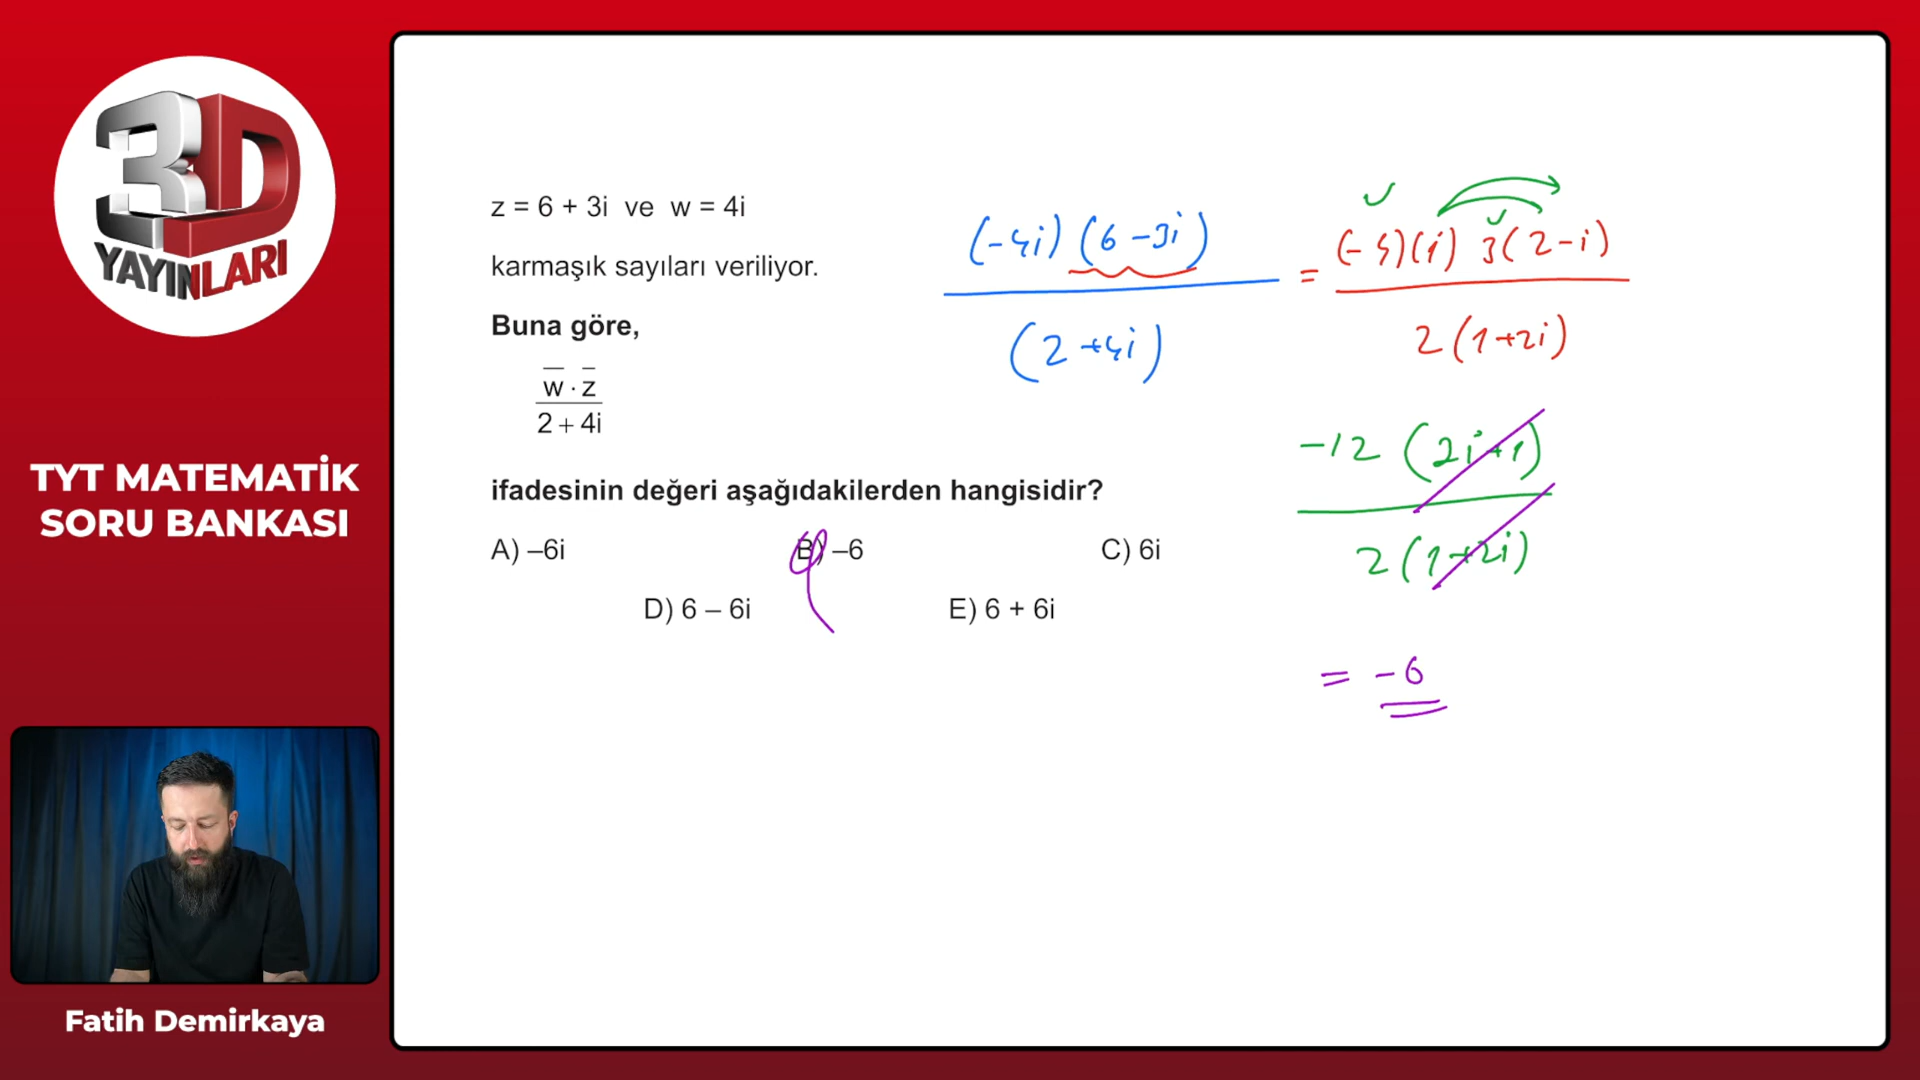 3D
YAYINLARI
TYT MATEMATİK
SORU BANKASI
Fatih Demirkaya
z = 6 + 3i ve w = 4i
karmaşık sayıları veriliyor.
Buna göre,
w̅ · z̅
2 + 4i
ifadesinin değeri aşağıdakilerden hangisidir?
A) –6i B) –6 C) 6i
D) 6 – 6i E) 6 + 6i
(-4i) (6-3i)
(2+4i)
= (-4)(i) 3(2-i)
2(1+2i)
-12 (2i+1)
2(1+2i)
= -6